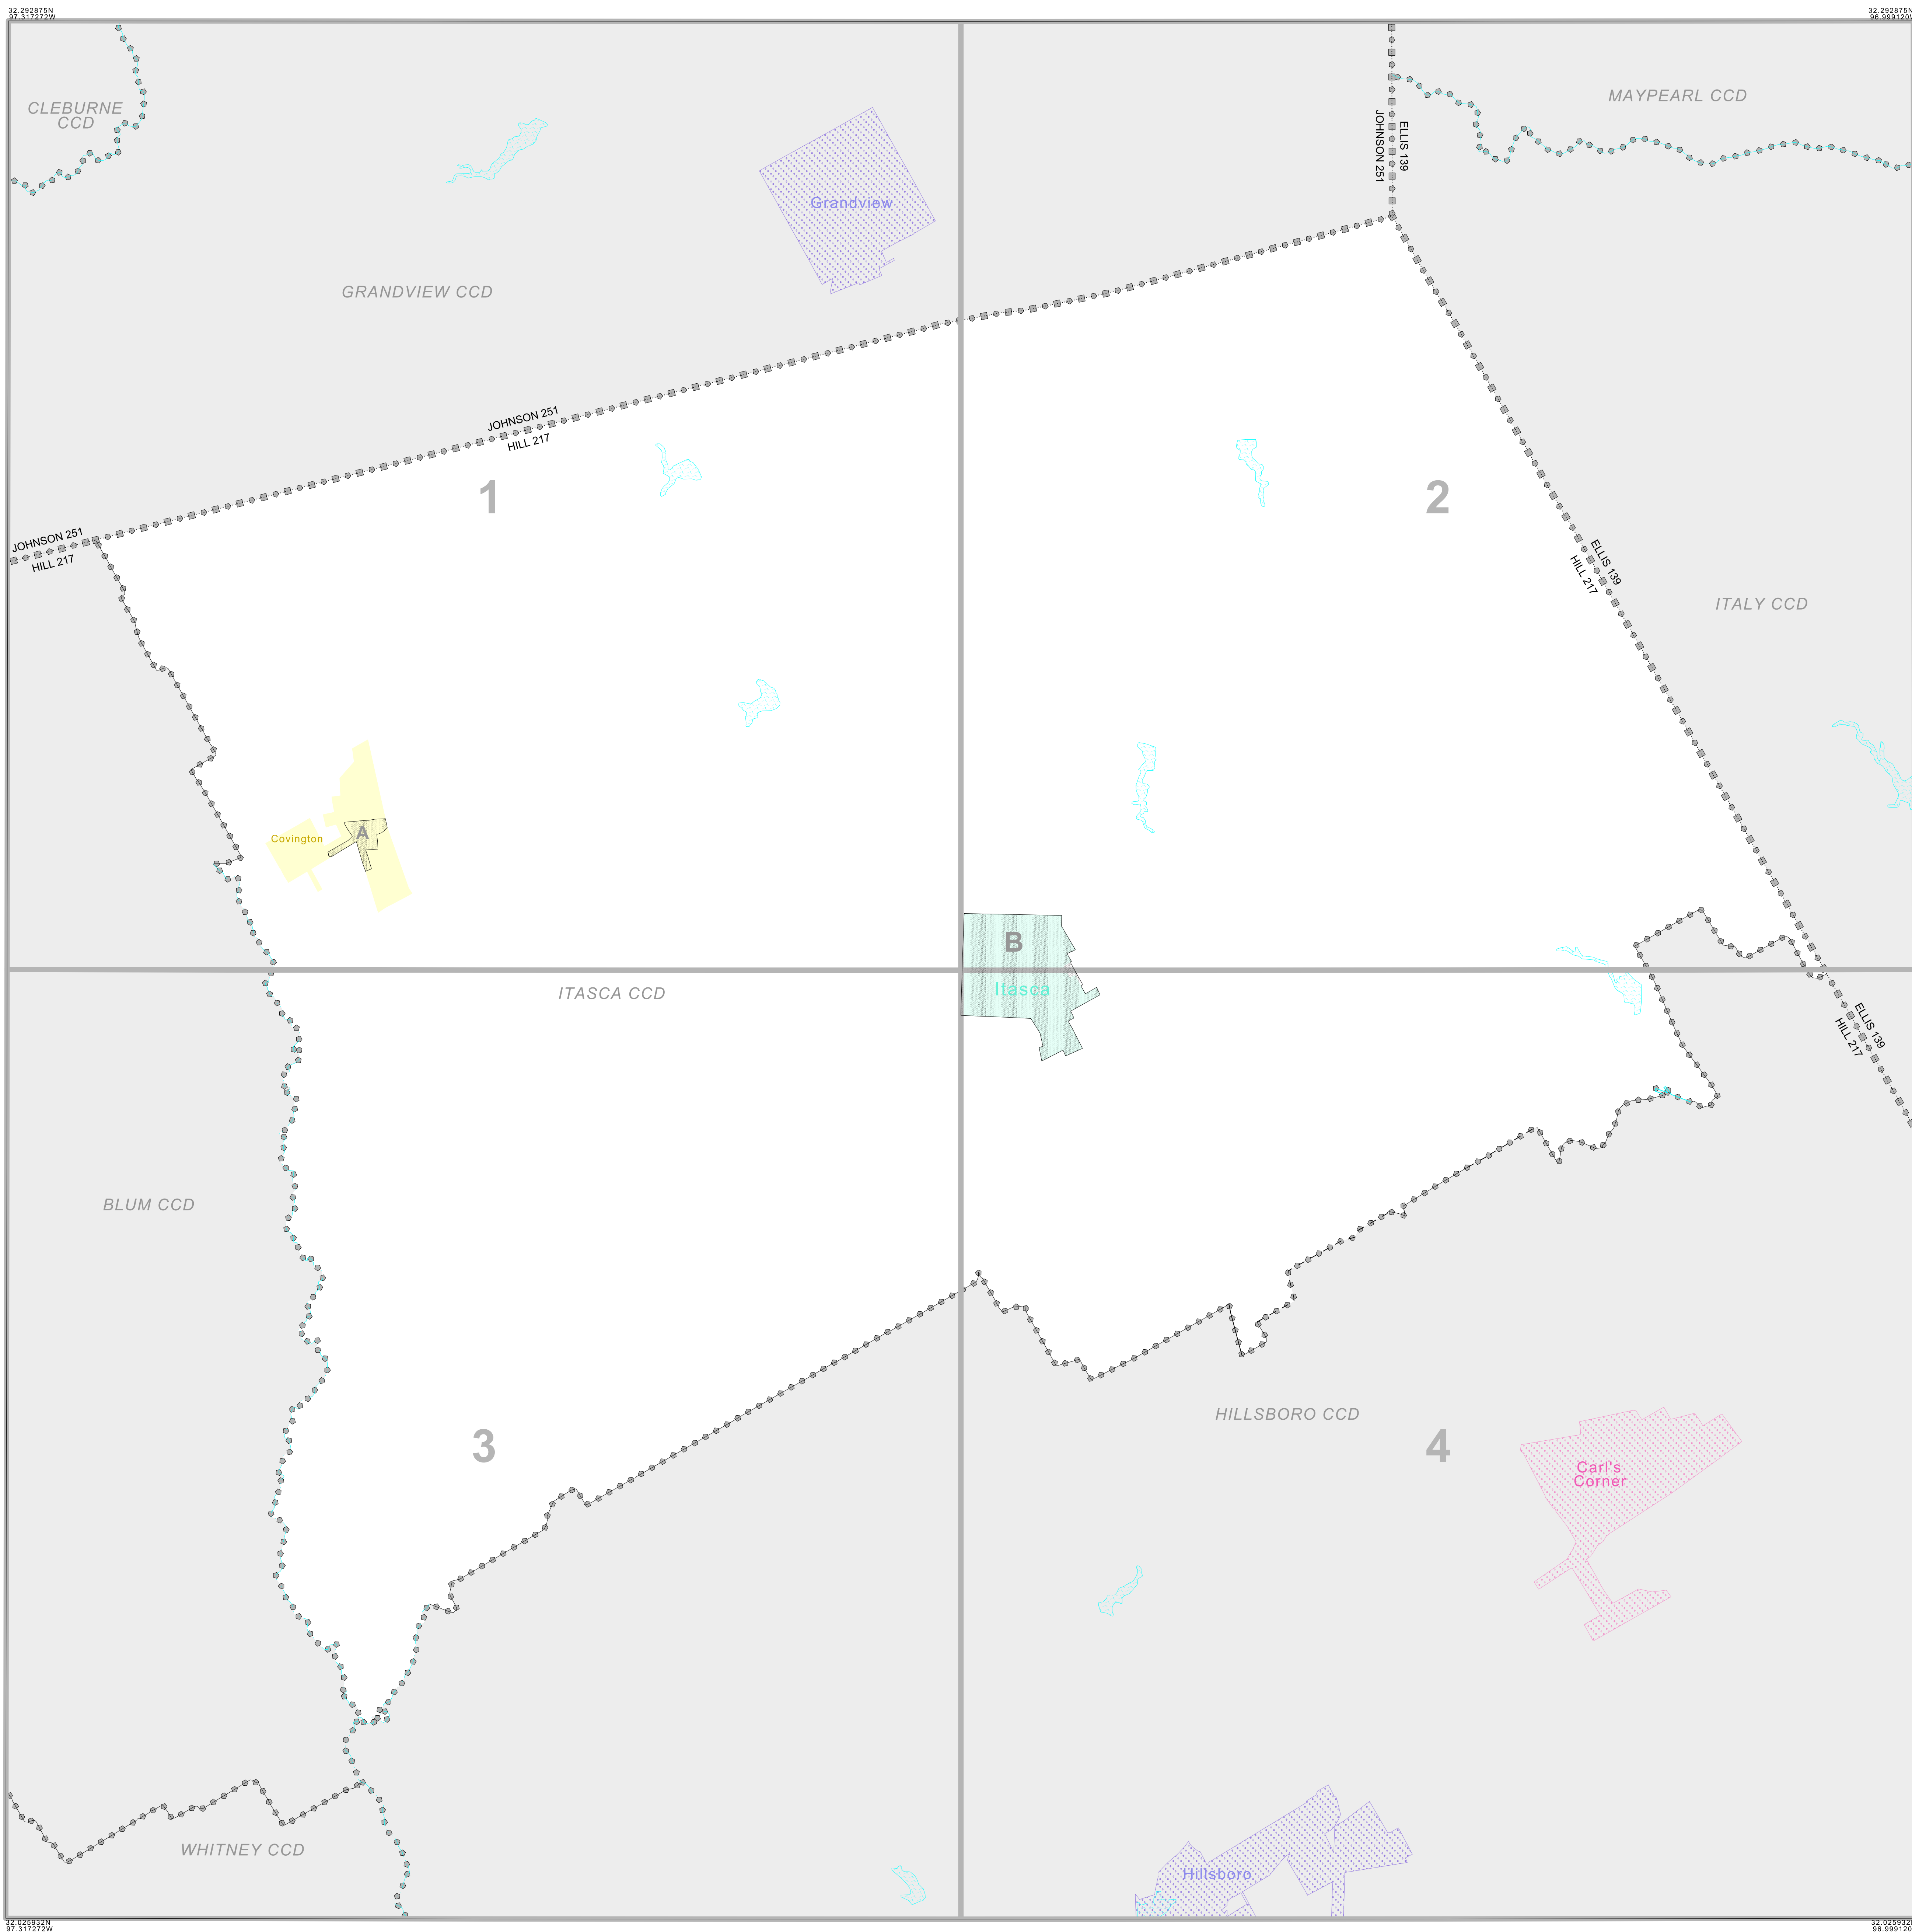 32.292875N
97.317272W
32.292875N
96.999120W
CLEBURNE
CCD
MAYPEARL CCD
JOHNSON 251
ELLIS 139
Grandview
GRANDVIEW CCD
JOHNSON 251
HILL 217
1
2
JOHNSON 251
HILL 217
ELLIS 139
HILL 217
ITALY CCD
Covington
A
B
Itasca
ITASCA CCD
ELLIS 139
HILL 217
BLUM CCD
HILLSBORO CCD
3
4
Carl's
Corner
WHITNEY CCD
Hillsboro
32.025932N
97.317272W
32.025932N
96.999120W